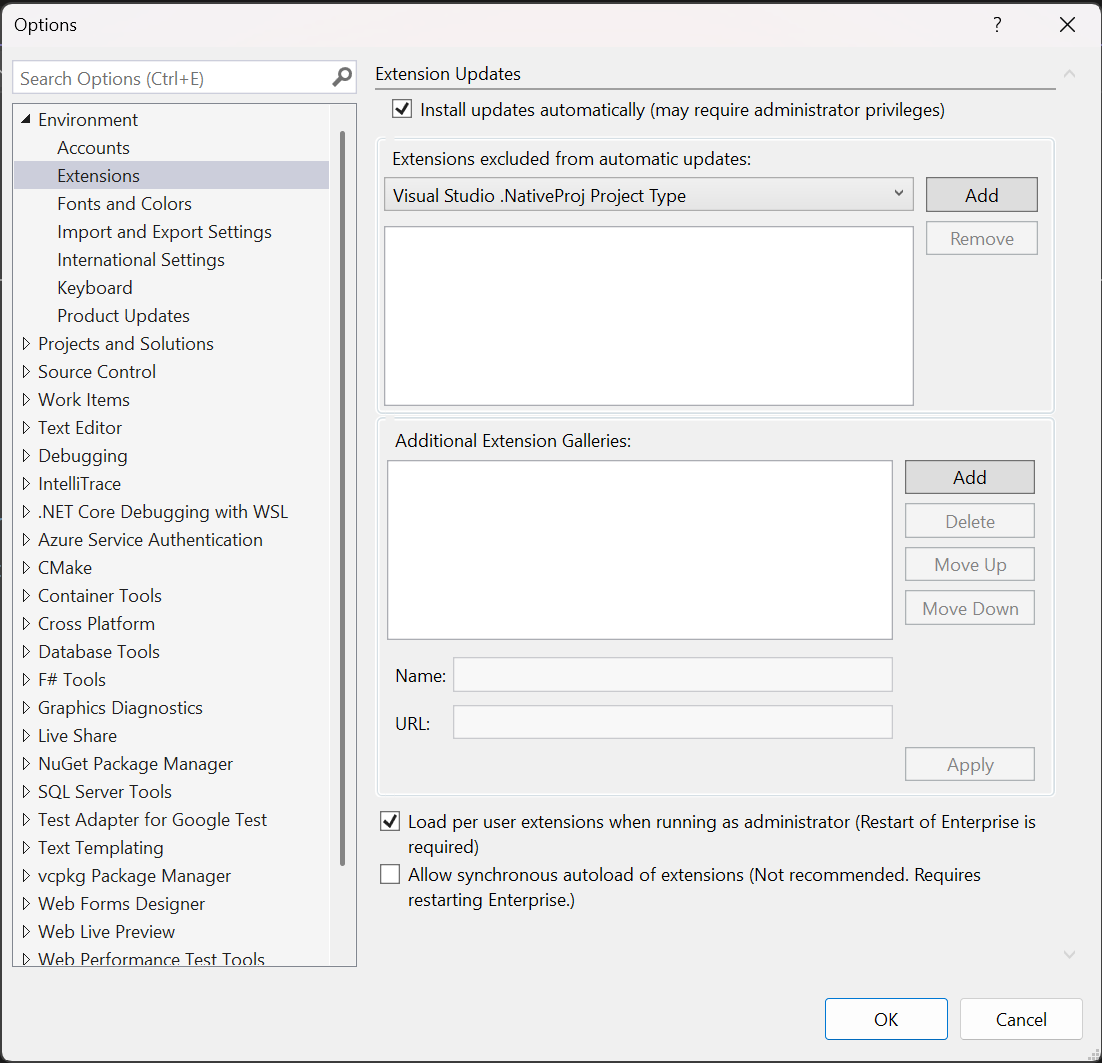 Options
?
Search Options (Ctrl+E)
Environment
Accounts
Extensions
Fonts and Colors
Import and Export Settings
International Settings
Keyboard
Product Updates
Projects and Solutions
Source Control
Work Items
Text Editor
Debugging
IntelliTrace
.NET Core Debugging with WSL
Azure Service Authentication
CMake
Container Tools
Cross Platform
Database Tools
F# Tools
Graphics Diagnostics
Live Share
NuGet Package Manager
SQL Server Tools
Test Adapter for Google Test
Text Templating
vcpkg Package Manager
Web Forms Designer
Web Live Preview
Web Performance Test Tools
Extension Updates
Install updates automatically (may require administrator privileges)
Extensions excluded from automatic updates:
Visual Studio .NativeProj Project Type
Add
Remove
Additional Extension Galleries:
Add
Delete
Move Up
Move Down
Name:
URL:
Apply
Load per user extensions when running as administrator (Restart of Enterprise is
required)
Allow synchronous autoload of extensions (Not recommended. Requires
restarting Enterprise.)
OK
Cancel